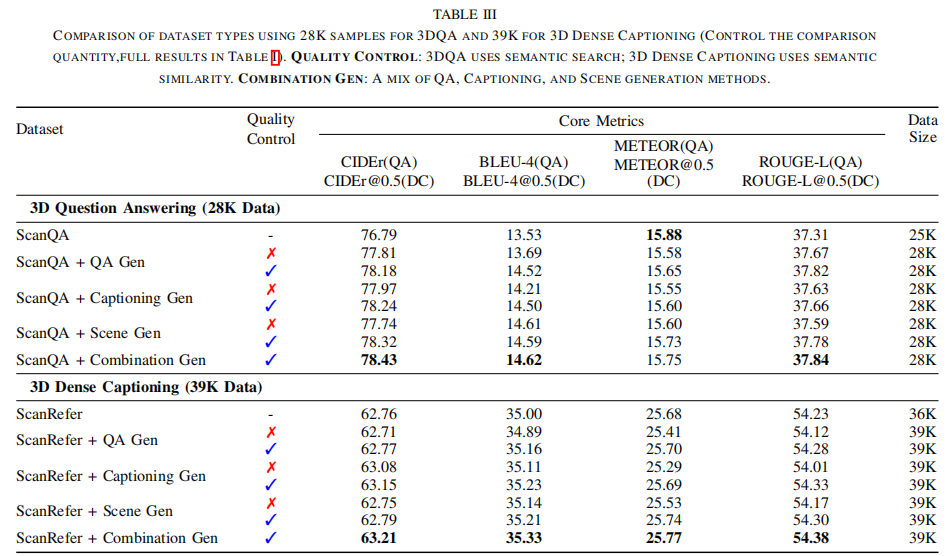 TABLE III
COMPARISON OF DATASET TYPES USING 28K SAMPLES FOR 3DQA AND 39K FOR 3D DENSE CAPTIONING (CONTROL THE COMPARISON
QUANTITY,FULL RESULTS IN TABLE I). QUALITY CONTROL: 3DQA USES SEMANTIC SEARCH; 3D DENSE CAPTIONING USES SEMANTIC
SIMILARITY. COMBINATION GEN: A MIX OF QA, CAPTIONING, AND SCENE GENERATION METHODS.
Dataset Quality Control Core Metrics Data Size
CIDEr(QA) BLEU-4(QA) METEOR(QA) ROUGE-L(QA)
CIDEr@0.5(DC) BLEU-4@0.5(DC) METEOR@0.5 (DC) ROUGE-L@0.5(DC)
3D Question Answering (28K Data)
ScanQA - 76.79 13.53 15.88 37.31 25K
ScanQA + QA Gen ✗ 77.81 13.69 15.58 37.67 28K
✓ 78.18 14.52 15.65 37.82 28K
ScanQA + Captioning Gen ✗ 77.97 14.21 15.55 37.63 28K
✓ 78.24 14.50 15.60 37.66 28K
ScanQA + Scene Gen ✗ 77.74 14.61 15.60 37.59 28K
✓ 78.32 14.59 15.73 37.78 28K
ScanQA + Combination Gen ✓ 78.43 14.62 15.75 37.84 28K
3D Dense Captioning (39K Data)
ScanRefer - 62.76 35.00 25.68 54.23 36K
ScanRefer + QA Gen ✗ 62.71 34.89 25.41 54.12 39K
✓ 62.77 35.16 25.70 54.28 39K
ScanRefer + Captioning Gen ✗ 63.08 35.11 25.29 54.01 39K
✓ 63.15 35.23 25.69 54.33 39K
ScanRefer + Scene Gen ✗ 62.75 35.14 25.53 54.17 39K
✓ 62.79 35.21 25.74 54.30 39K
ScanRefer + Combination Gen ✓ 63.21 35.33 25.77 54.38 39K